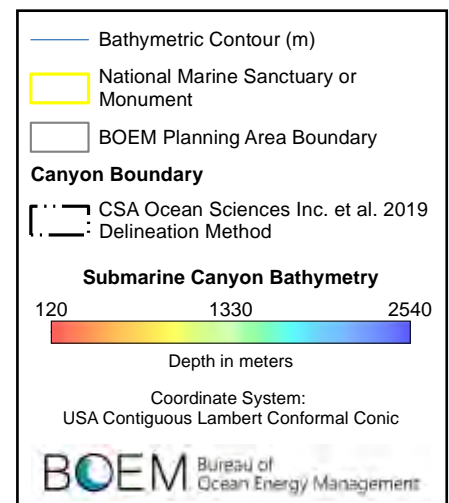 Bathymetric Contour (m)
National Marine Sanctuary or
Monument
BOEM Planning Area Boundary
Canyon Boundary
CSA Ocean Sciences Inc. et al. 2019
Delineation Method
Submarine Canyon Bathymetry
120 1330 2540
Depth in meters
Coordinate System:
USA Contiguous Lambert Conformal Conic
BOEM Bureau of
Ocean Energy Management